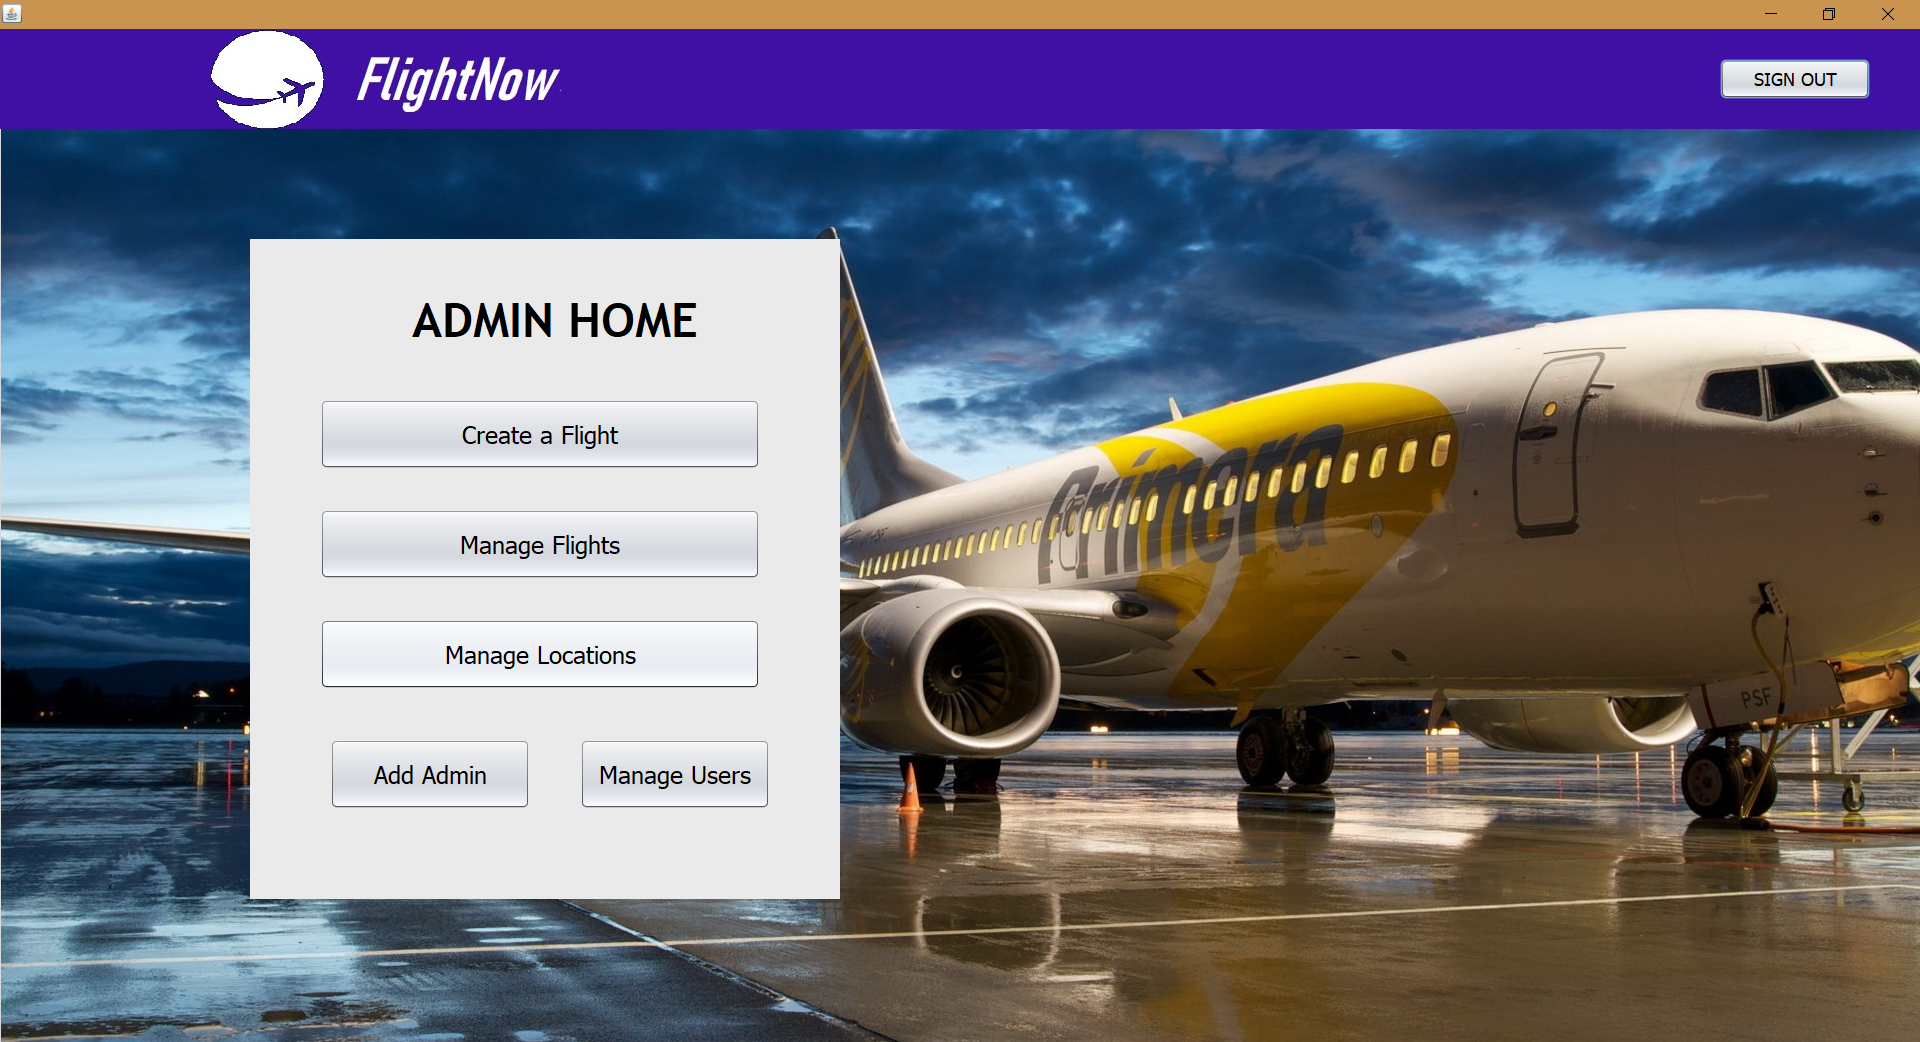 FlightNow
SIGN OUT
ADMIN HOME
Create a Flight
Manage Flights
Manage Locations
Add Admin
Manage Users
Primera
PSF